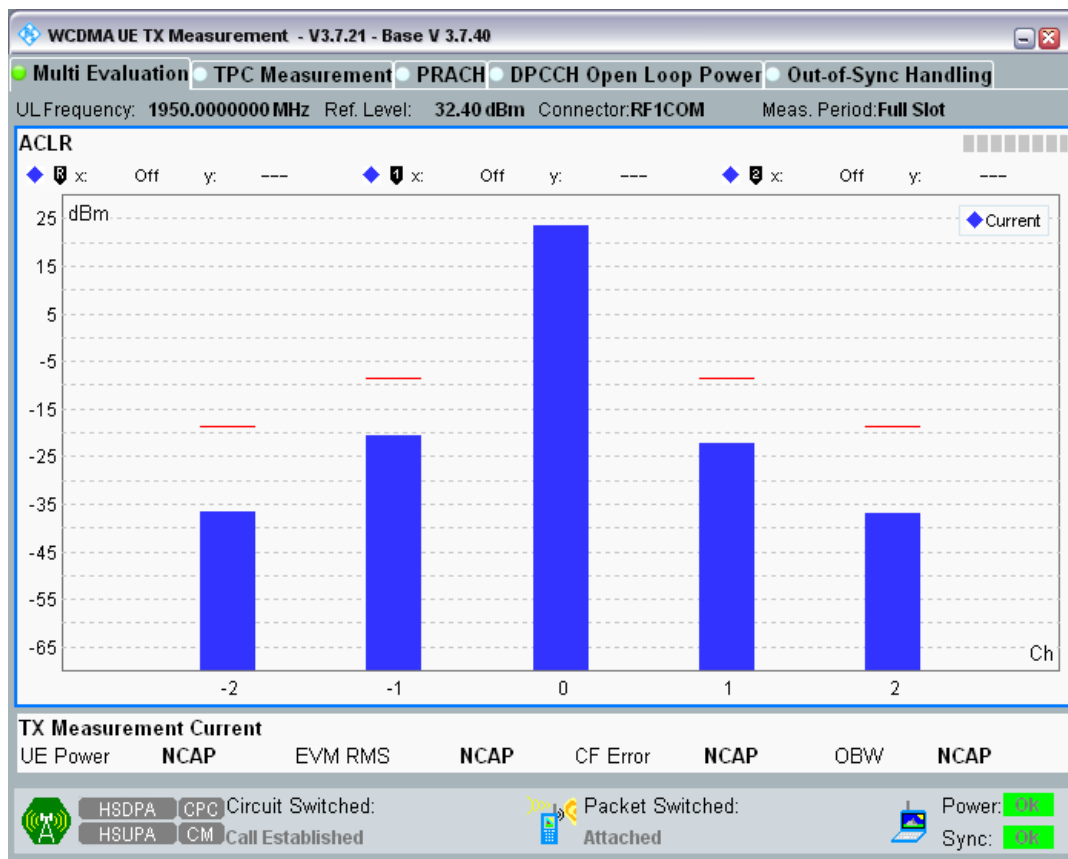 WCDMA UE TX Measurement - V3.7.21 - Base V 3.7.40
Multi Evaluation TPC Measurement PRACH DPCCH Open Loop Power Out-of-Sync Handling
UL Frequency: 1950.0000000 MHz Ref. Level: 32.40 dBm Connector:RF1COM Meas. Period:Full Slot
ACLR
R x: Off y: --- 1 x: Off y: --- 2 x: Off y: ---
dBm
Current
25
15
5
-5
-15
-25
-35
-45
-55
-65
Ch
-2 -1 0 1 2
TX Measurement Current
UE Power NCAP EVM RMS NCAP CF Error NCAP OBW NCAP
HSDPA CPC Circuit Switched: Packet Switched: Power: Ok
HSUPA CM Call Established Attached Sync: Ok